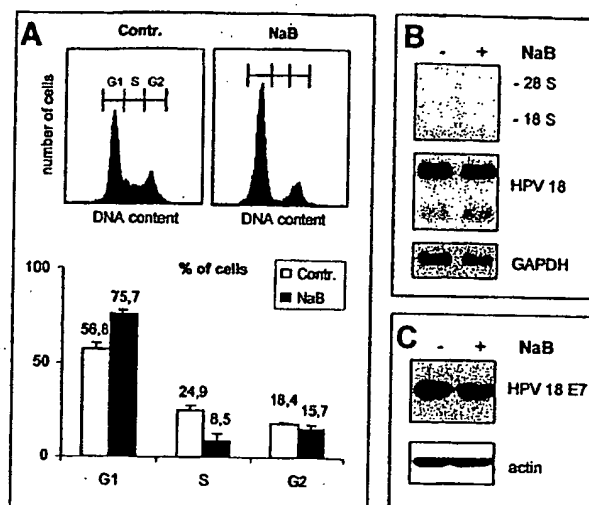 A
Contr.
NaB
G1 S G2
number of cells
DNA content
DNA content
% of cells
Contr.
NaB
100
50
0
56,8
75,7
24,9
8,5
18,4
15,7
G1
S
G2
B
- + NaB
- 28 S
- 18 S
HPV 18
GAPDH
C
- + NaB
HPV 18 E7
actin